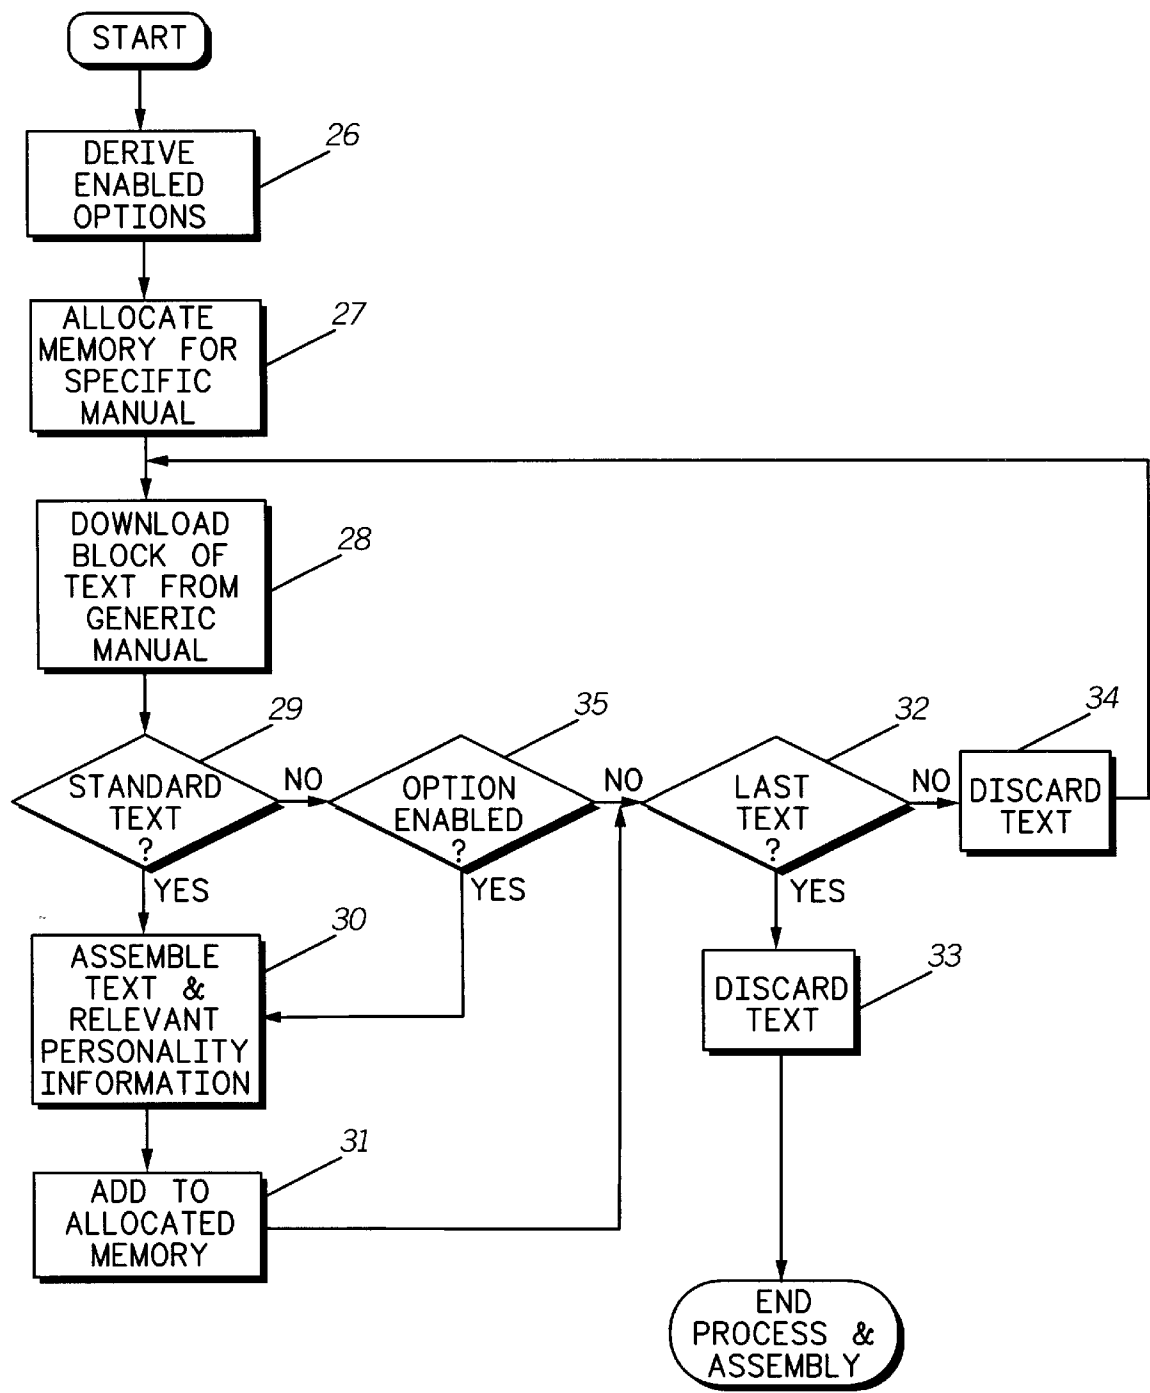 START
26
DERIVE
ENABLED
OPTIONS
27
ALLOCATE
MEMORY FOR
SPECIFIC
MANUAL
28
DOWNLOAD
BLOCK OF
TEXT FROM
GENERIC
MANUAL
29
STANDARD
TEXT
?
NO
YES
35
OPTION
ENABLED
?
NO
YES
32
LAST
TEXT
?
NO
YES
34
DISCARD
TEXT
30
ASSEMBLE
TEXT &
RELEVANT
PERSONALITY
INFORMATION
33
DISCARD
TEXT
31
ADD TO
ALLOCATED
MEMORY
END
PROCESS &
ASSEMBLY